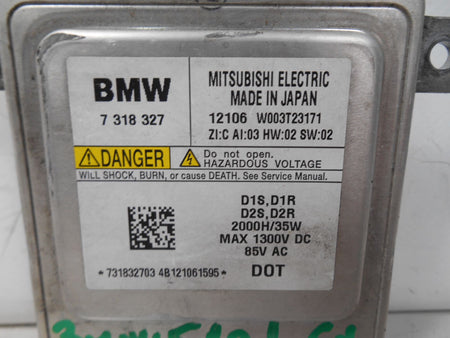 BMW
7 318 327
MITSUBISHI ELECTRIC
MADE IN JAPAN
12106 W003T23171
ZI:C AI:03 HW:02 SW:02
DANGER
Do not open.
HAZARDOUS VOLTAGE
WILL SHOCK, BURN, or cause DEATH. See Service Manual.
D1S,D1R
D2S,D2R
2000H/35W
MAX 1300V DC
85V AC
DOT
*731832703 4B121061595*